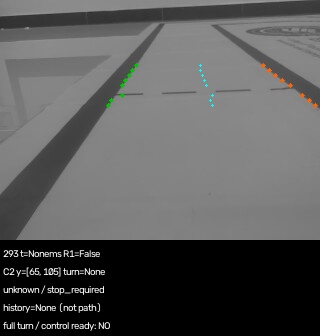 293 t=Nonems R1=False
C2 y=[65, 105] turn=None
unknown / stop_required
history=None (not path)
full turn / control ready: NO